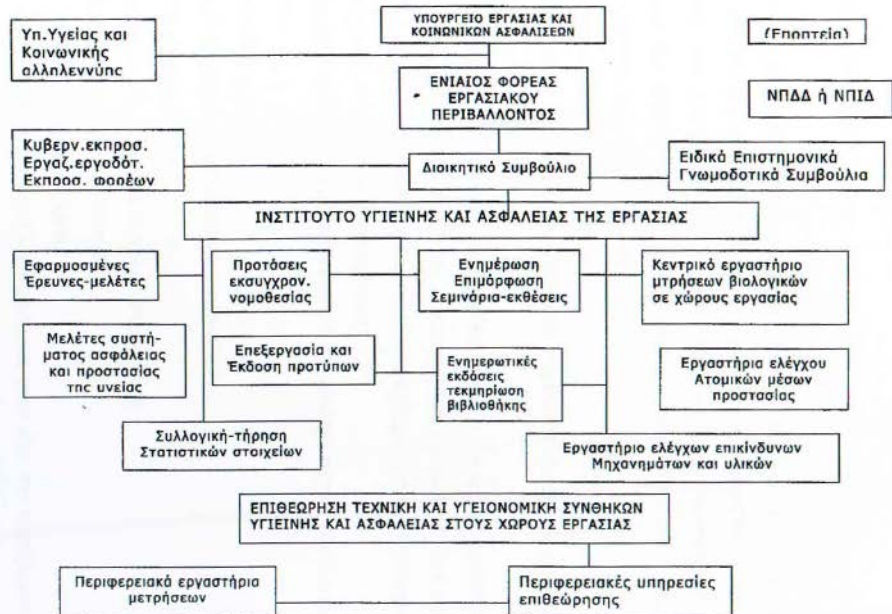 ΥΠΟΥΡΓΕΙΟ ΕΡΓΑΣΙΑΣ ΚΑΙ
ΚΟΙΝΩΝΙΚΩΝ ΑΣΦΑΛΙΣΕΩΝ
Υπ.Υγείας και
Κοινωνικής
αλληλεννύης
(Εποπτεία)
ΕΝΙΑΙΟΣ ΦΟΡΕΑΣ
ΕΡΓΑΣΙΑΚΟΥ
ΠΕΡΙΒΑΛΛΟΝΤΟΣ
ΝΠΔΔ ή ΝΠΙΔ
Κυβερν.εκπροσ.
Εργαζ.εργοδότ.
Εκπροσ. φορέων
Διοικητικό Συμβούλιο
Ειδικά Επιστημονικά
Γνωμοδοτικά Συμβούλια
ΙΝΣΤΙΤΟΥΤΟ ΥΓΙΕΙΝΗΣ ΚΑΙ ΑΣΦΑΛΕΙΑΣ ΤΗΣ ΕΡΓΑΣΙΑΣ
Εφαρμοσμένες
Έρευνες-μελέτες
Προτάσεις
εκσυγχρον.
νομοθεσίας
Ενημέρωση
Επιμόρφωση
Σεμινάρια-εκθέσεις
Κεντρικό εργαστήριο
μτρήσεων βιολογικών
σε χώρους εργασίας
Μελέτες συστή-
ματος ασφάλειας
και προστασίας
της υγείας
Επεξεργασία και
Έκδοση προτύπων
Ενημερωτικές
εκδόσεις
τεκμηρίωση
βιβλιοθήκης
Εργαστήρια ελέγχου
Ατομικών μέσων
προστασίας
Συλλογική-τήρηση
Στατιστικών στοιχείων
Εργαστήριο ελέγχων επικίνδυνων
Μηχανημάτων και υλικών
ΕΠΙΘΕΩΡΗΣΗ ΤΕΧΝΙΚΗ ΚΑΙ ΥΓΕΙΟΝΟΜΙΚΗ ΣΥΝΘΗΚΩΝ
ΥΓΙΕΙΝΗΣ ΚΑΙ ΑΣΦΑΛΕΙΑΣ ΣΤΟΥΣ ΧΩΡΟΥΣ ΕΡΓΑΣΙΑΣ
Περιφερειακά εργαστήρια
μετρήσεων
Περιφερειακές υπηρεσίες
επιθεώρησης